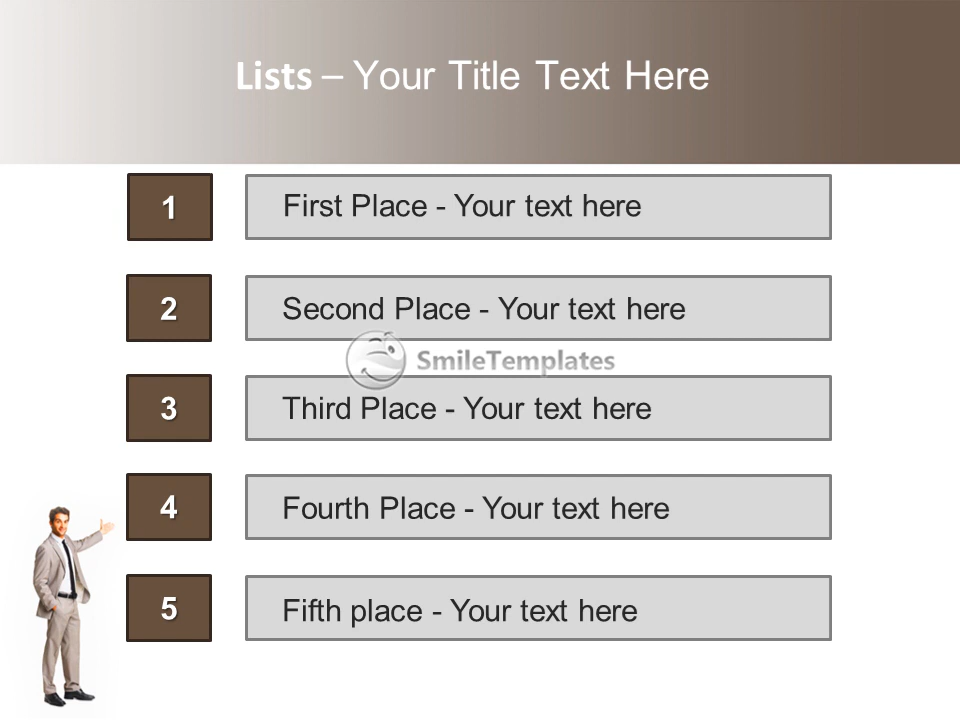 Lists – Your Title Text Here
1
First Place - Your text here
2
Second Place - Your text here
SmileTemplates
3
Third Place - Your text here
4
Fourth Place - Your text here
5
Fifth place - Your text here